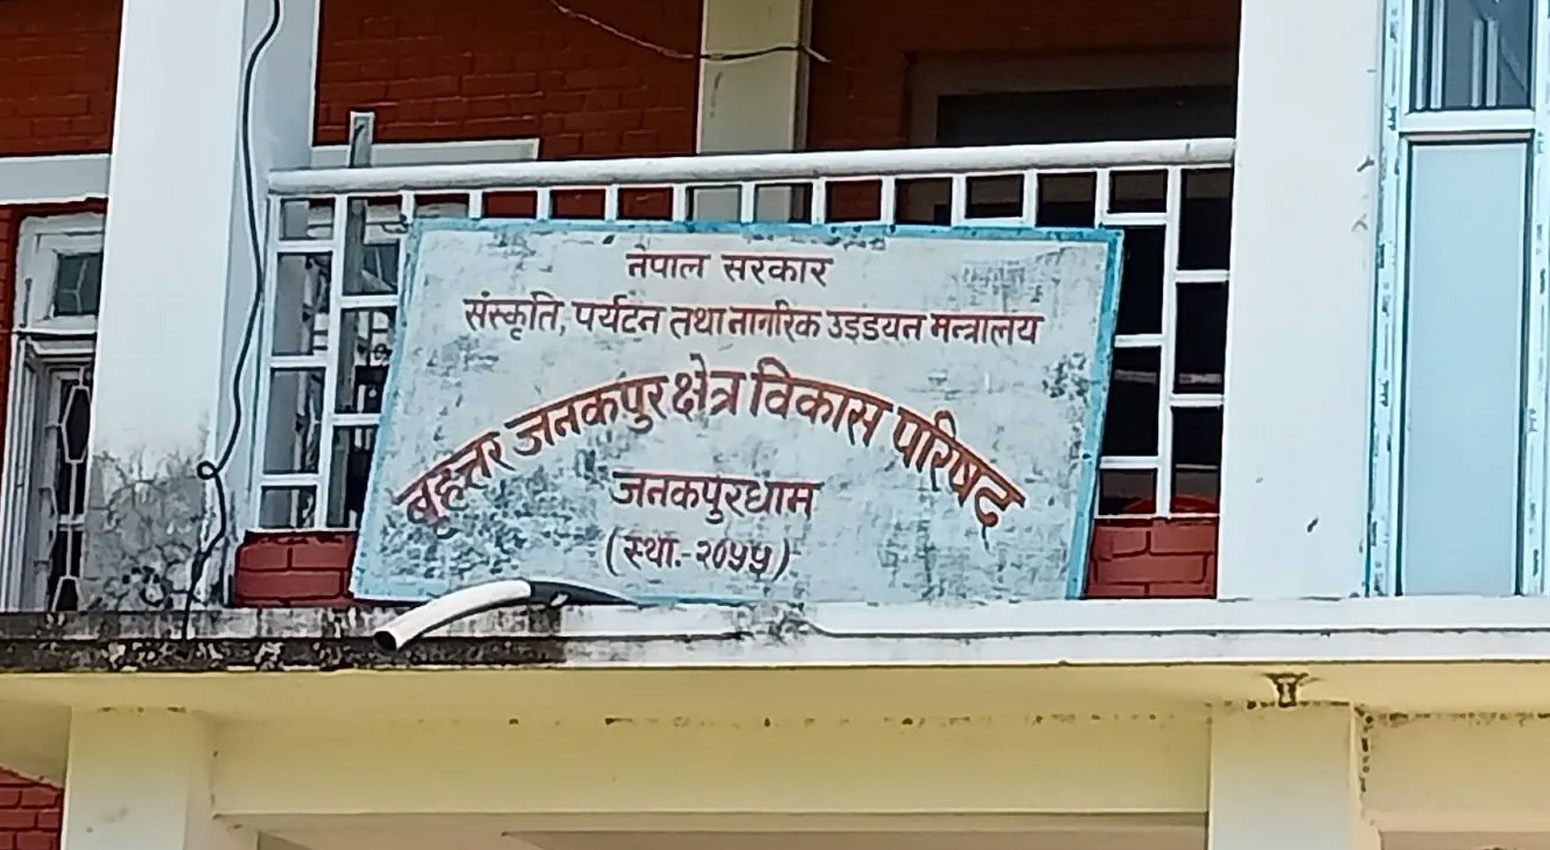 नेपाल सरकार
संस्कृति, पर्यटन तथा नागरिक उड्डयन मन्त्रालय
बृहत्तर जनकपुर क्षेत्र विकास परिषद
जनकपुरधाम
(स्था.-२०५५)